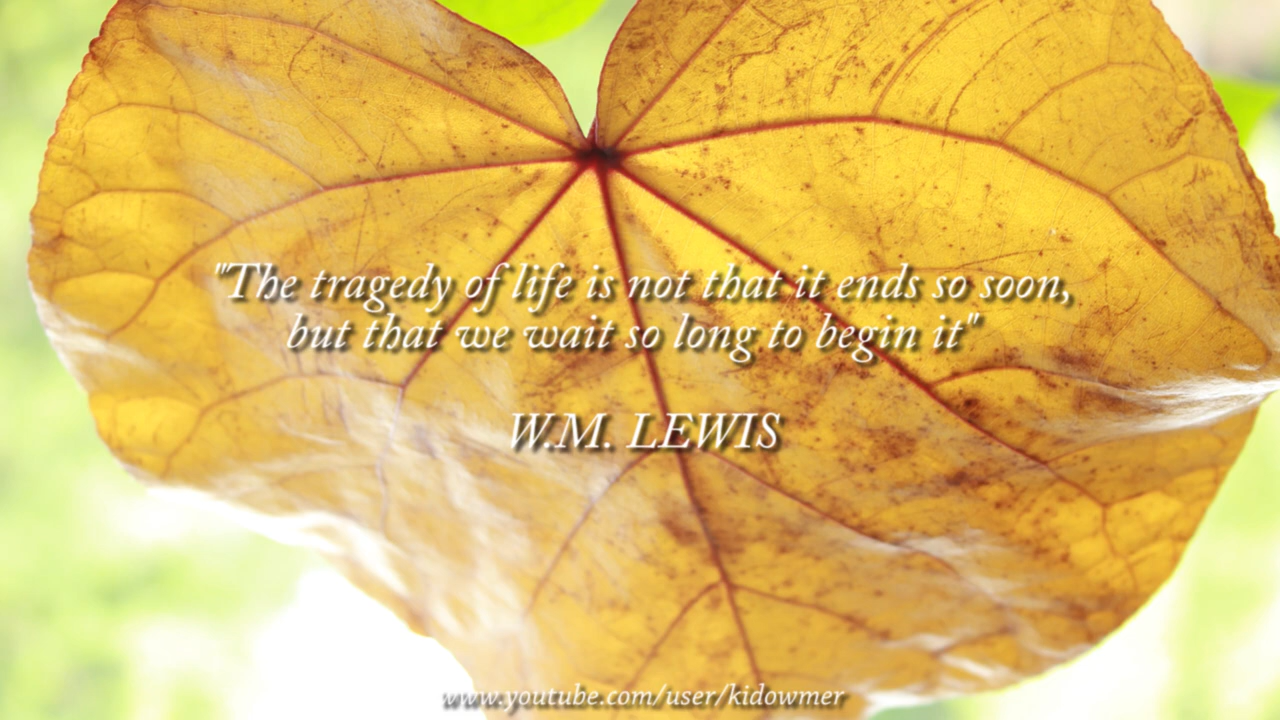 "The tragedy of life is not that it ends so soon,
but that we wait so long to begin it"
W.M. LEWIS
www.youtube.com/user/kidowmer